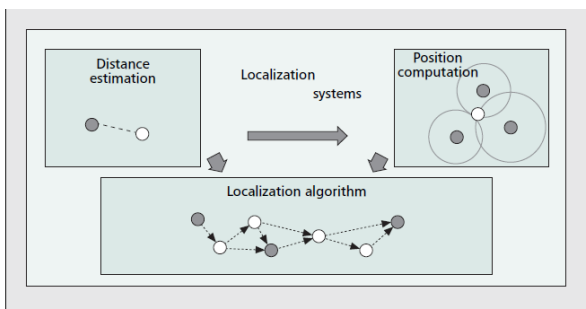 Distance
estimation
Localization
systems
Position
computation
Localization algorithm